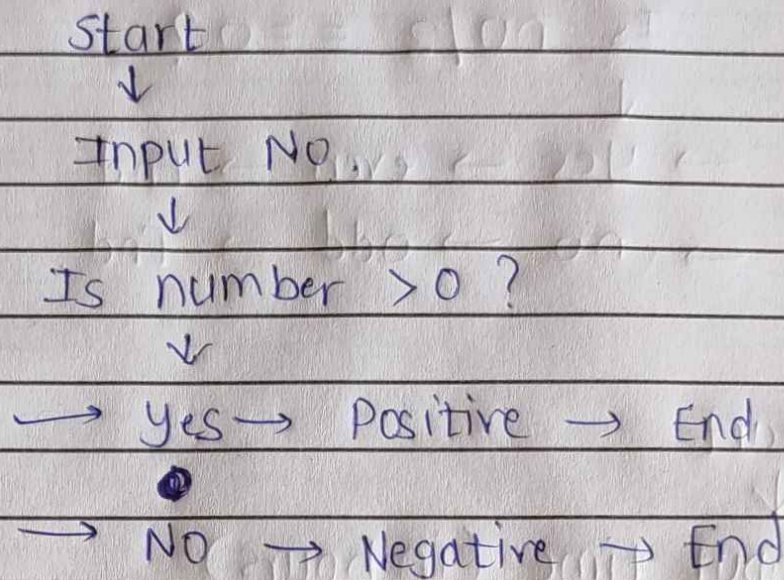 Start
↓
Input No.
↓
Is number >0 ?
↓
→ Yes → Positive → End
→ NO → Negative → End